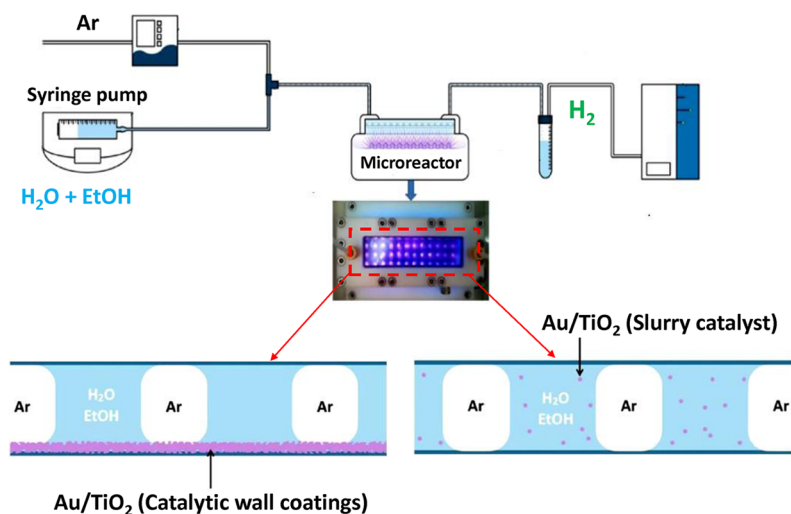 Ar
Syringe pump
H₂O + EtOH
Microreactor
H₂
Au/TiO₂ (Slurry catalyst)
Ar
H₂O
EtOH
Ar
Ar
Ar
H₂O
EtOH
Ar
Ar
Au/TiO₂ (Catalytic wall coatings)